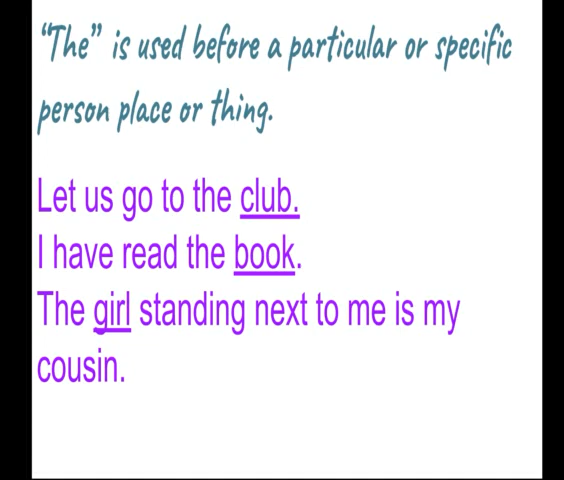 “The” is used before a particular or specific
person place or thing.
Let us go to the club.
I have read the book.
The girl standing next to me is my
cousin.